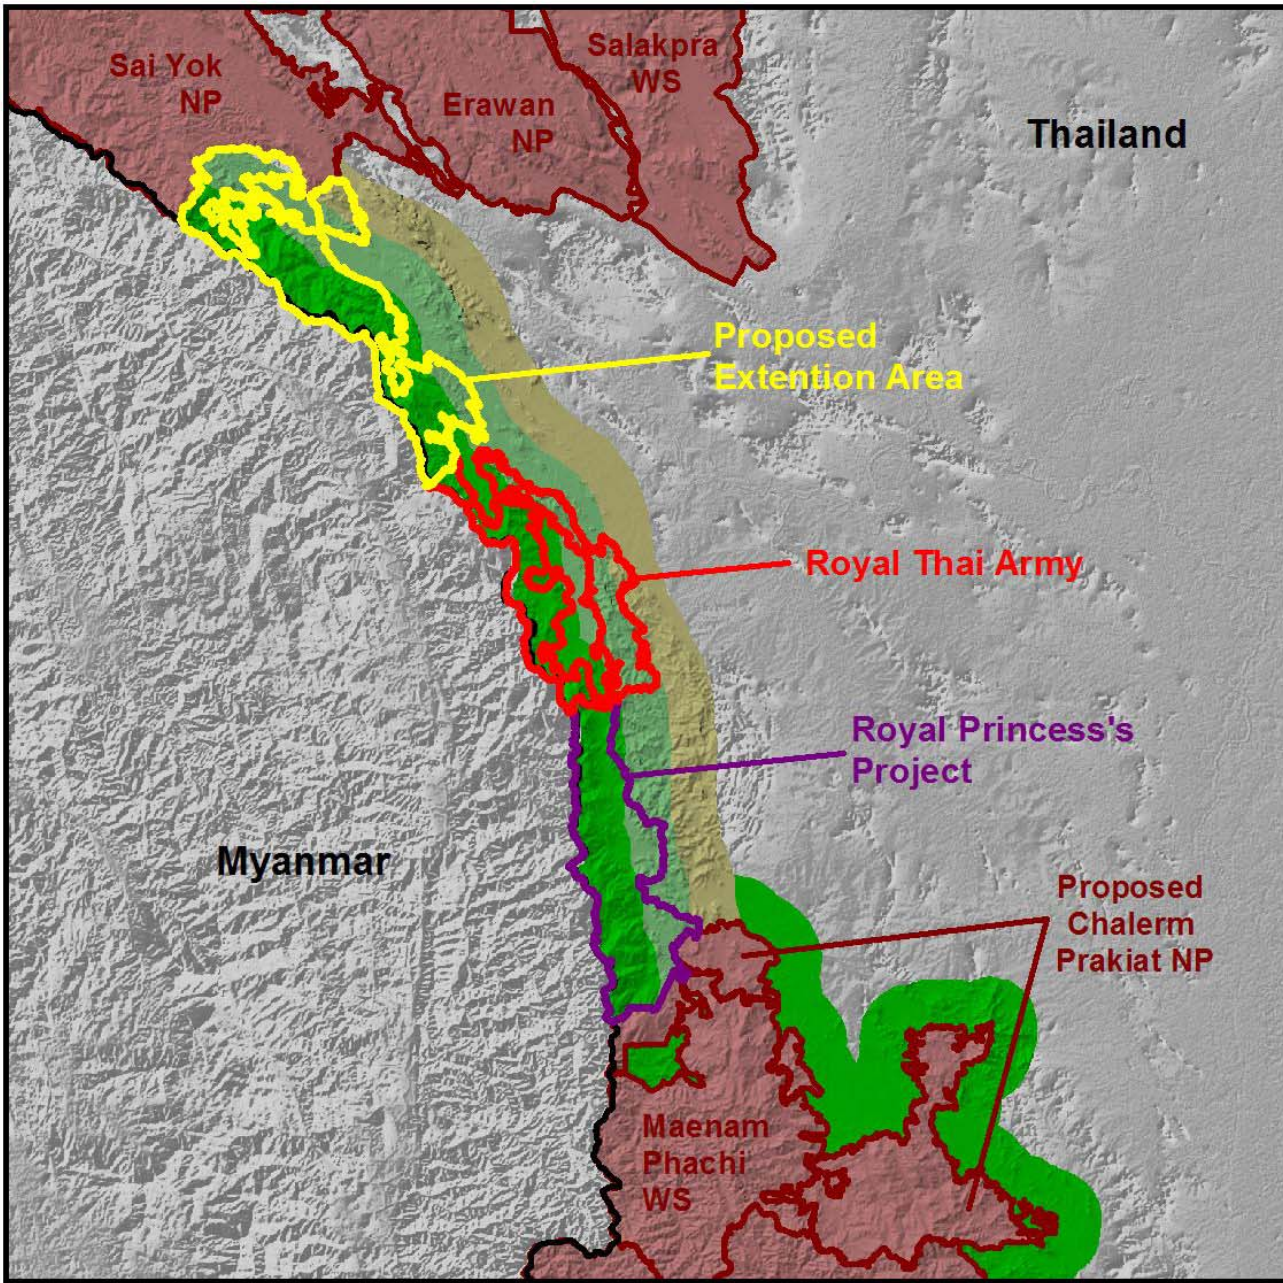 Sai Yok
NP
Erawan
NP
Salakpra
WS
Thailand
Proposed
Extention Area
Royal Thai Army
Royal Princess's
Project
Myanmar
Proposed
Chalerm
Prakiat NP
Maenam
Phachi
WS